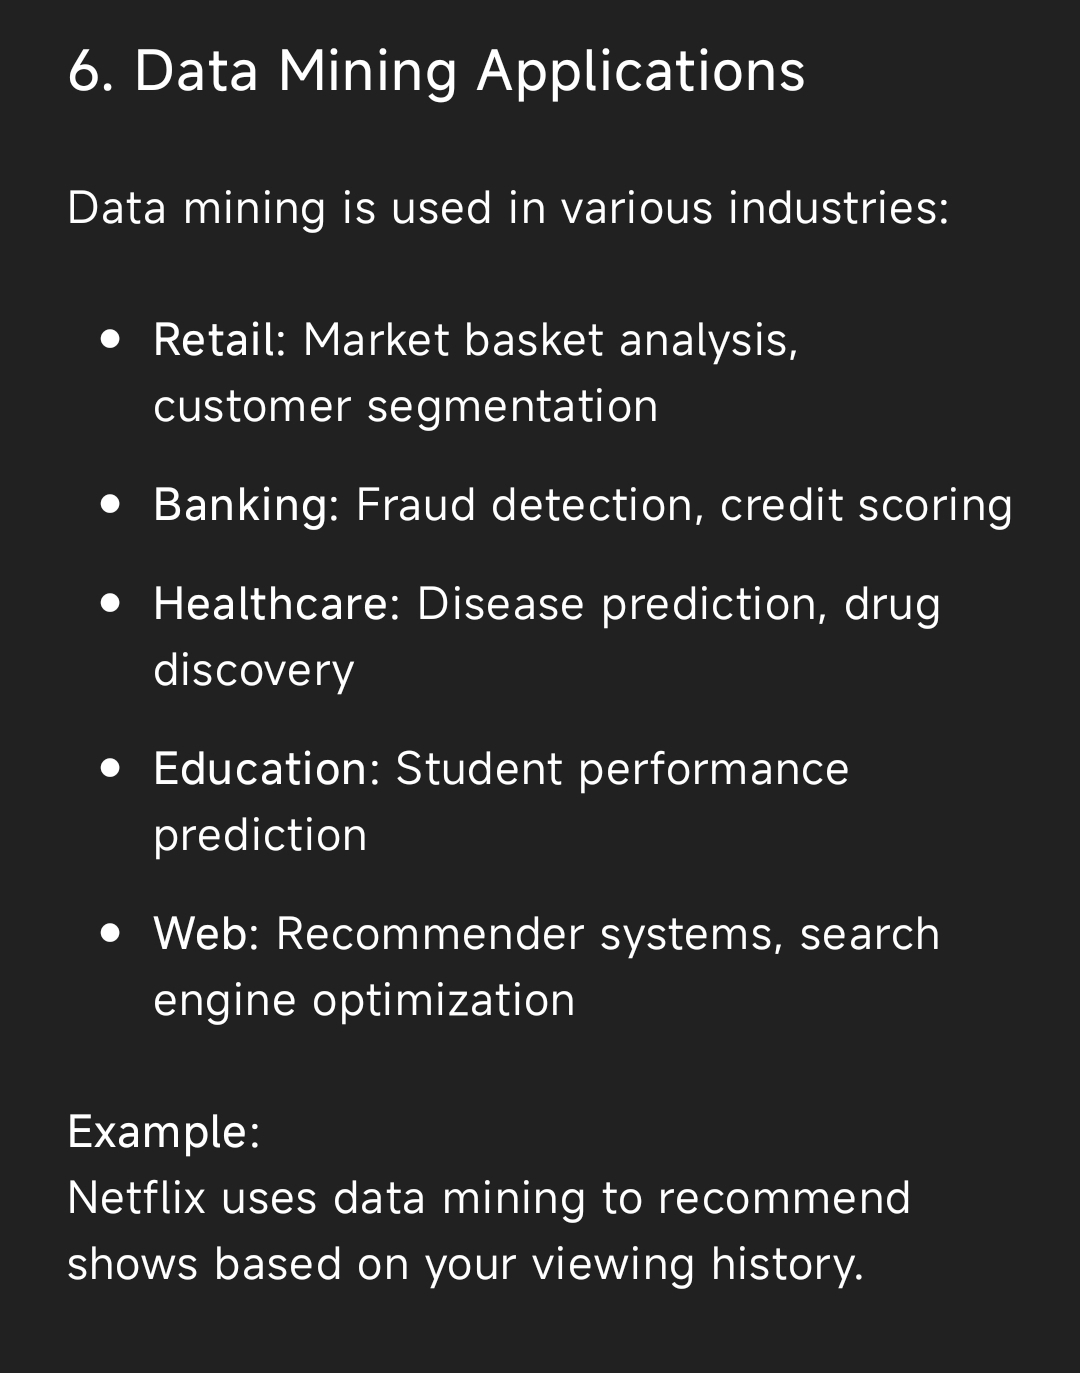 6. Data Mining Applications
Data mining is used in various industries:
• Retail: Market basket analysis,
customer segmentation
• Banking: Fraud detection, credit scoring
• Healthcare: Disease prediction, drug
discovery
• Education: Student performance
prediction
• Web: Recommender systems, search
engine optimization
Example:
Netflix uses data mining to recommend
shows based on your viewing history.